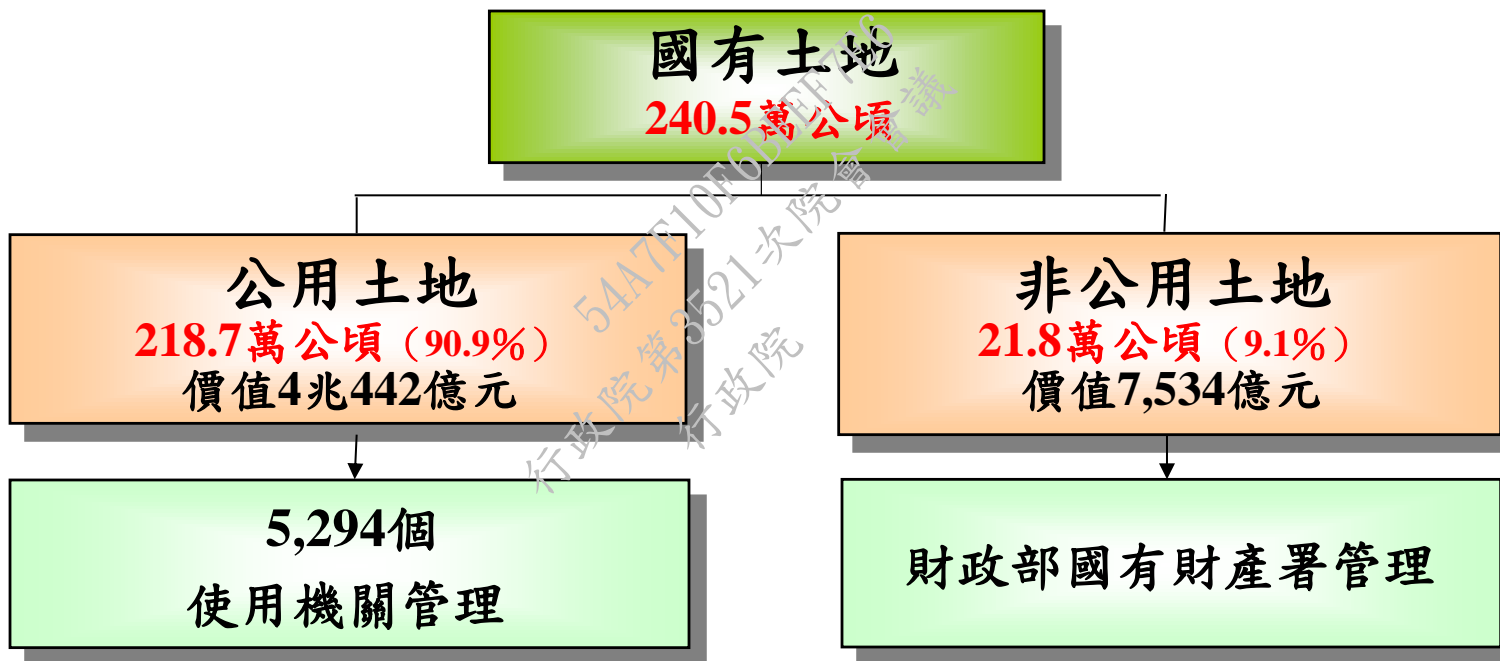 國有土地
240.5萬公頃
公用土地
218.7萬公頃（90.9%）
價值4兆442億元
非公用土地
21.8萬公頃（9.1%）
價值7,534億元
5,294個
使用機關管理
財政部國有財產署管理
行政院第3521次院會會議
行政院